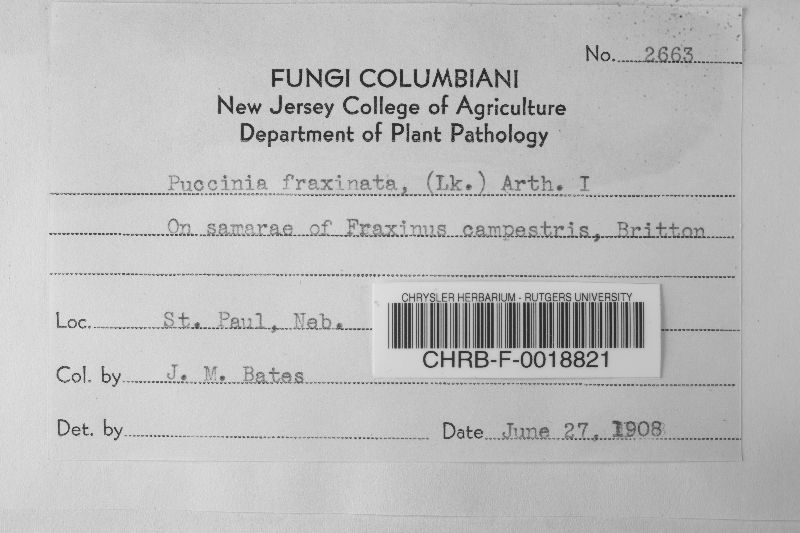 No. 2663
FUNGI COLUMBIANI
New Jersey College of Agriculture
Department of Plant Pathology
Puccinia fraxinata, (Lk.) Arth. I
On samarae of Fraxinus campestris, Britton
CHRYSLER HERBARIUM - RUTGERS UNIVERSITY
Loc. St. Paul, Neb.
CHRB-F-0018821
Col. by J. M. Bates
Det. by
Date June 27, 1908